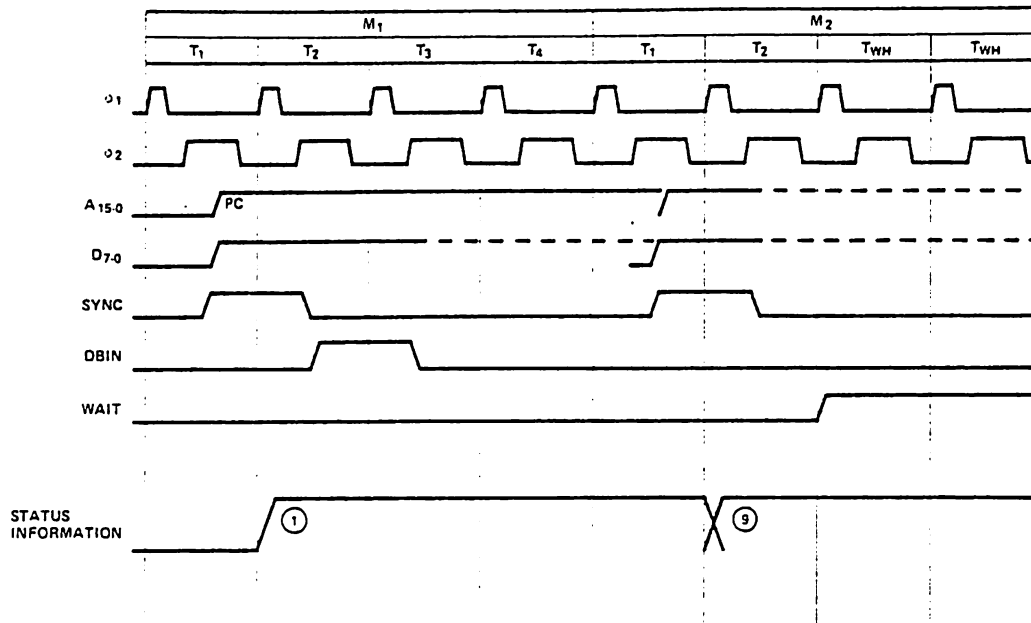 M1 M2
T1 T2 T3 T4 T1 T2 TWH TWH
φ1
φ2
A15-0 PC
D7-0
SYNC
DBIN
WAIT
STATUS
INFORMATION
1 9